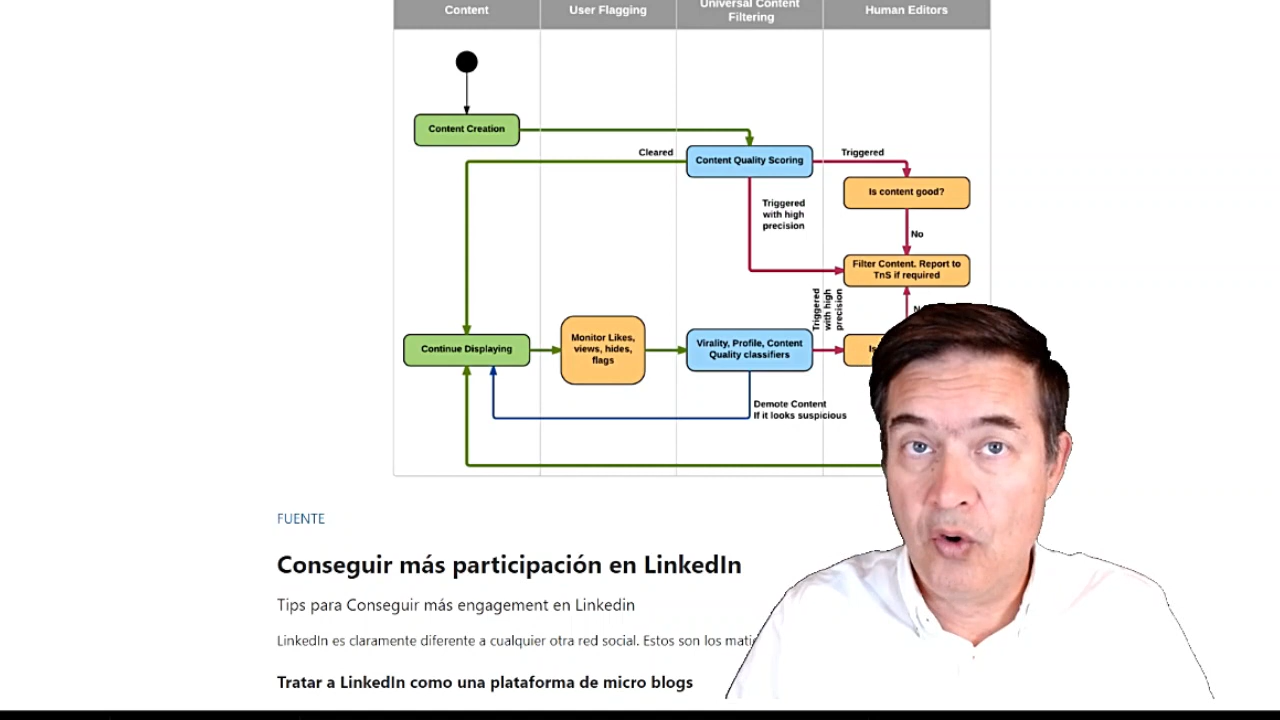 Content
User Flagging
Universal Content
Filtering
Human Editors
Content Creation
Cleared
Content Quality Scoring
Triggered
Is content good?
Triggered
with high
precision
No
Filter Content. Report to
TnS if required
Triggered
with high
precision
Continue Displaying
Monitor Likes,
views, hides,
flags
Virality, Profile, Content
Quality classifiers
Demote Content
If it looks suspicious
FUENTE
Conseguir más participación en LinkedIn
Tips para Conseguir más engagement en Linkedin
LinkedIn es claramente diferente a cualquier otra red social. Estos son los
Tratar a LinkedIn como una plataforma de micro blogs